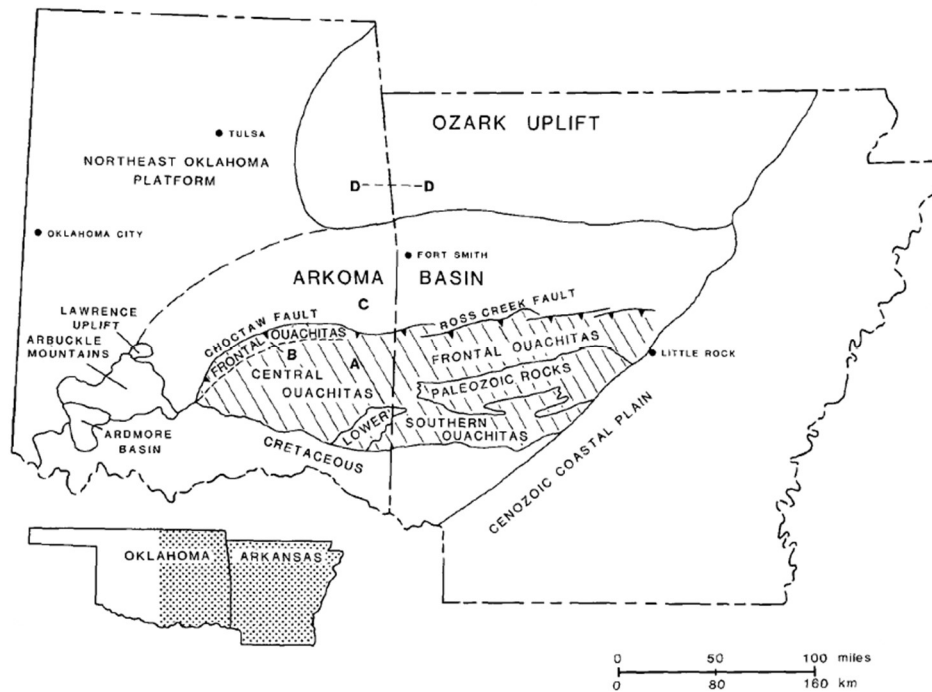 OZARK UPLIFT
TULSA
NORTHEAST OKLAHOMA
PLATFORM
D
D
OKLAHOMA CITY
FORT SMITH
ARKOMA BASIN
C
LAWRENCE
UPLIFT
ARBUCKLE
MOUNTAINS
CHOCTAW FAULT
ROSS CREEK FAULT
FRONTAL OUACHITAS
B
A
CENTRAL
OUACHITAS
FRONTAL OUACHITAS
LITTLE ROCK
PALEOZOIC ROCKS
LOWER
SOUTHERN
OUACHITAS
ARDMORE
BASIN
CRETACEOUS
CENOZOIC COASTAL PLAIN
OKLAHOMA
ARKANSAS
0 50 100 miles
0 80 160 km